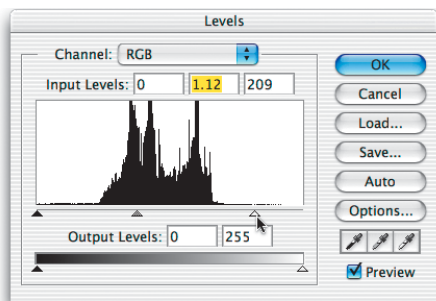 Levels
Channel: RGB
Input Levels: 0 1.12 209
Output Levels: 0 255
OK
Cancel
Load...
Save...
Auto
Options...
Preview